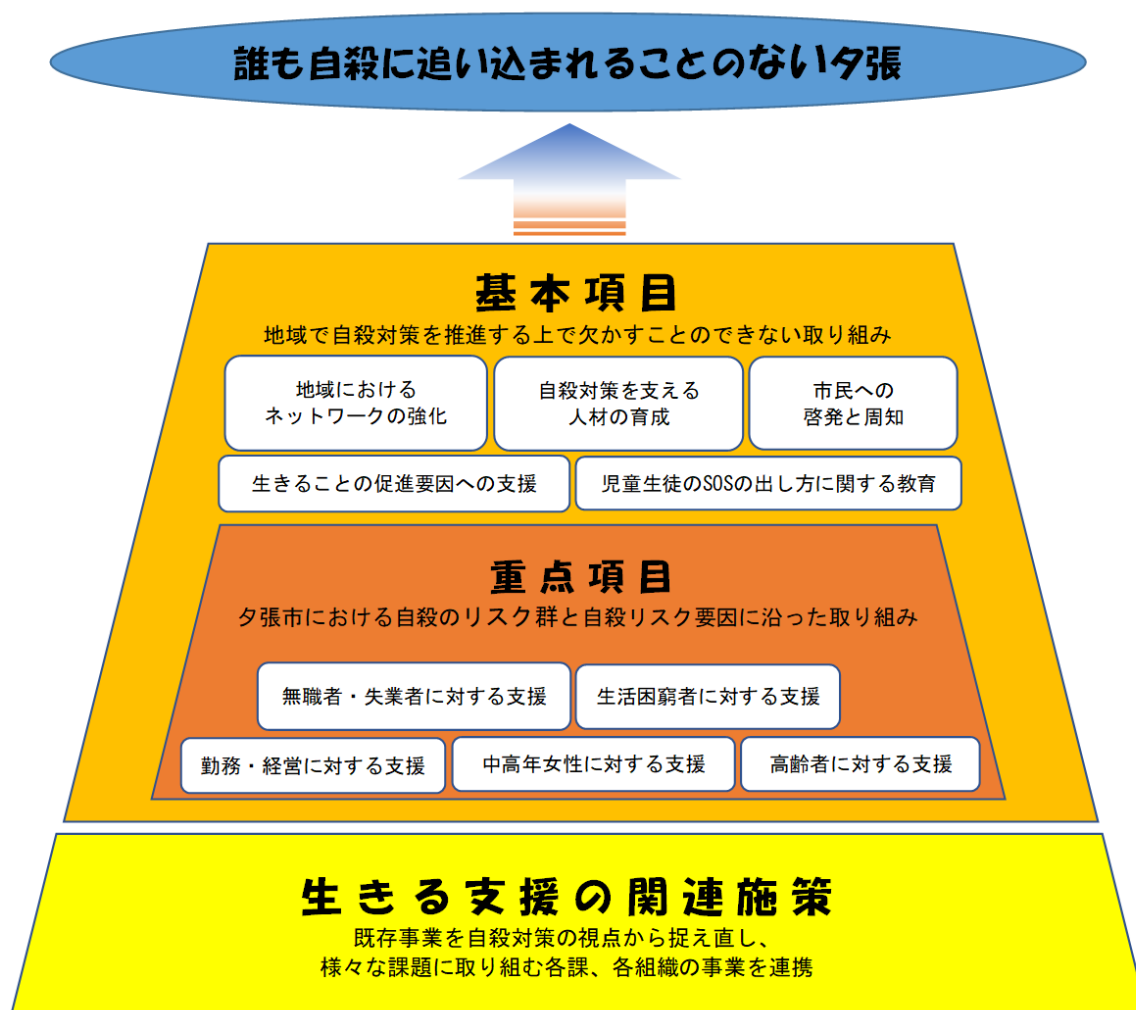 誰も自殺に追い込まれることのない夕張
基本項目
地域で自殺対策を推進する上で欠かすことのできない取り組み
地域における
ネットワークの強化
自殺対策を支える
人材の育成
市民への
啓発と周知
生きることの促進要因への支援
児童生徒のSOSの出し方に関する教育
重点項目
夕張市における自殺のリスク群と自殺リスク要因に沿った取り組み
無職者・失業者に対する支援
生活困窮者に対する支援
勤務・経営に対する支援
中高年女性に対する支援
高齢者に対する支援
生きる支援の関連施策
既存事業を自殺対策の視点から捉え直し、
様々な課題に取り組む各課、各組織の事業を連携